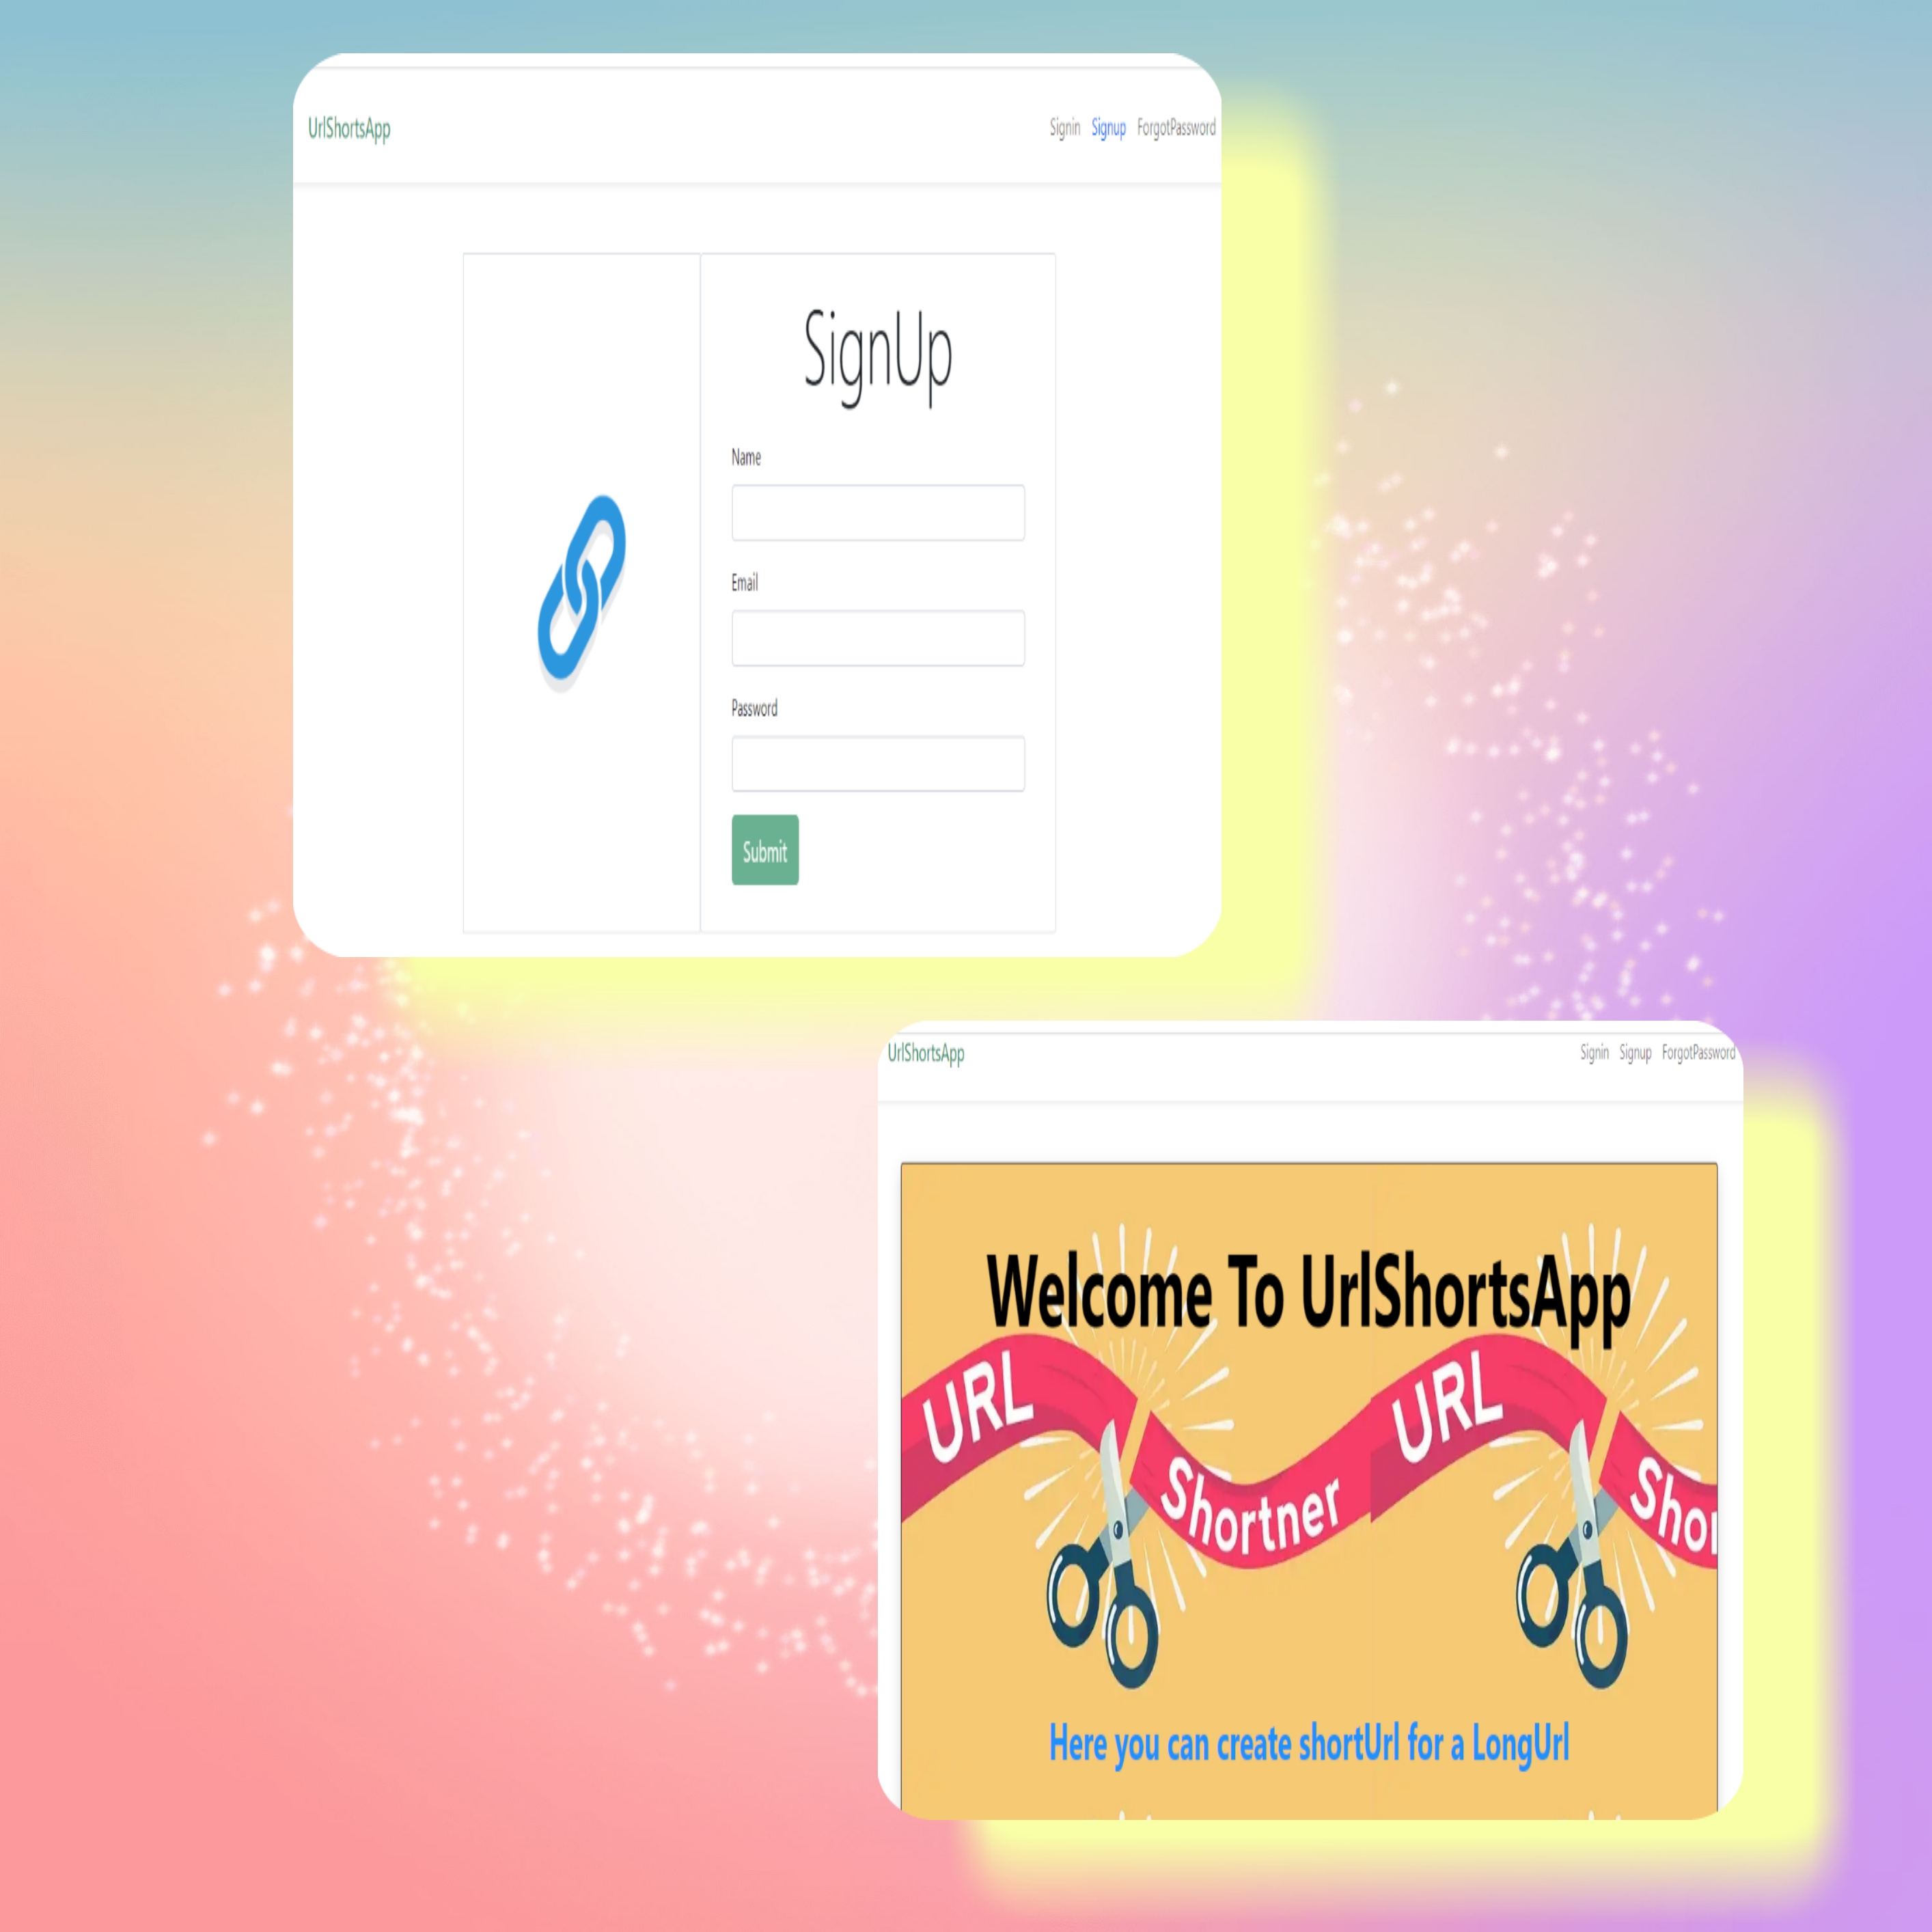 UrlShortsApp
Signin Signup ForgotPassword
SignUp
Name
Email
Password
Submit
UrlShortsApp
Signin Signup ForgotPassword
Welcome To UrlShortsApp
URL
Shortner
URL
Shor
Here you can create shortUrl for a LongUrl